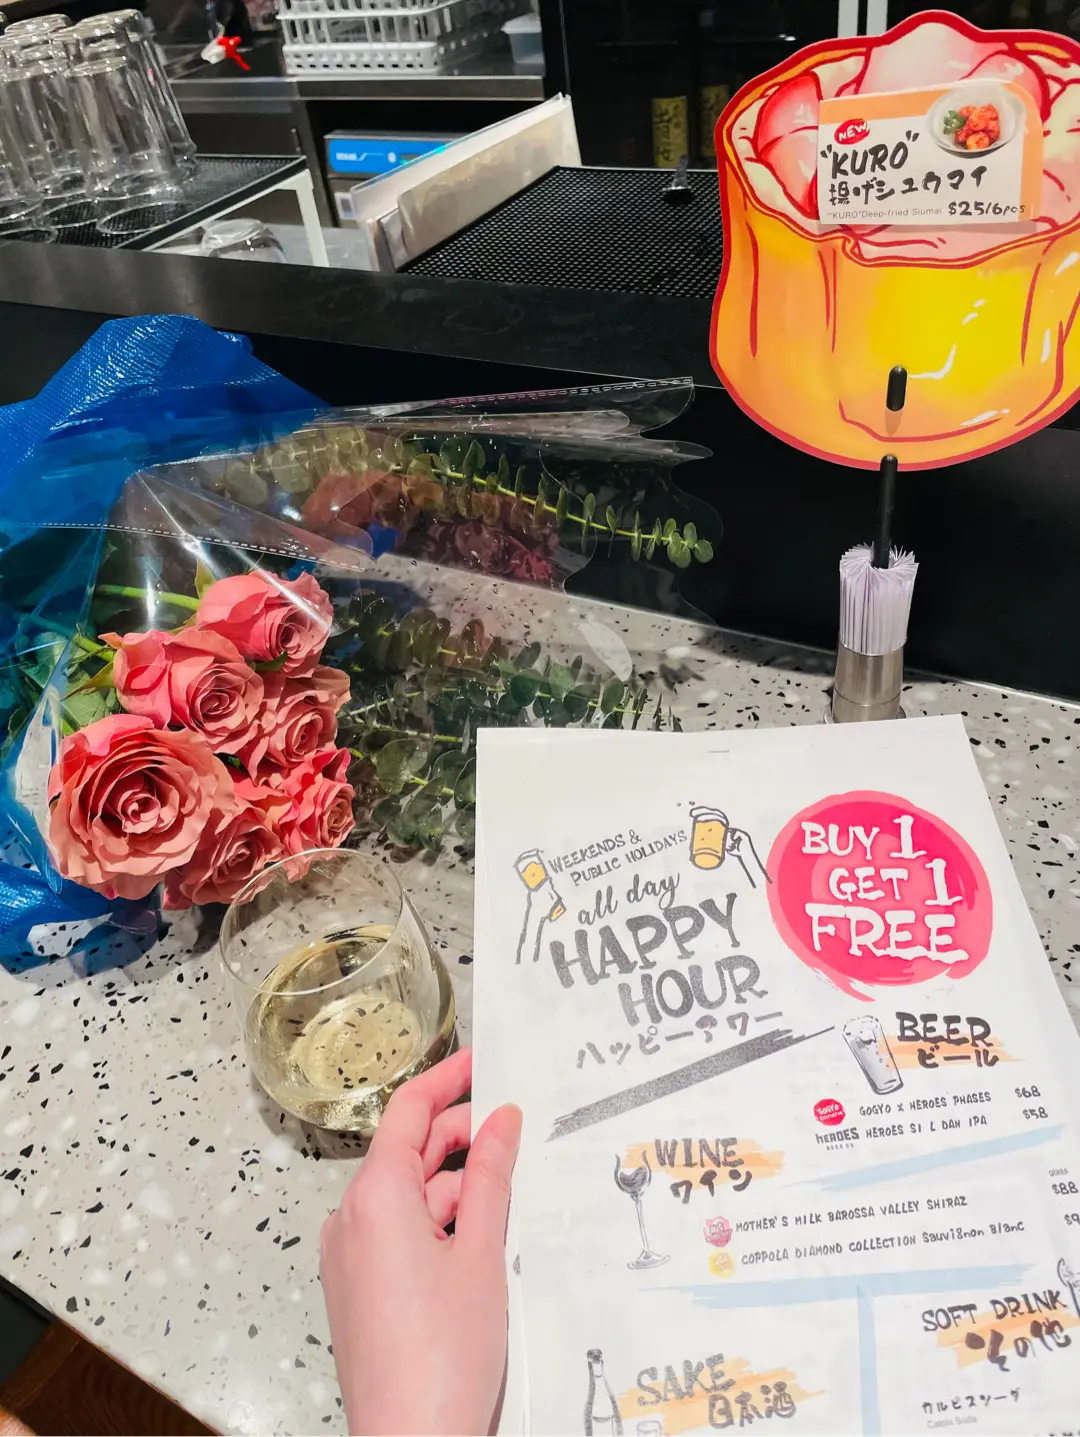 NEW
"KURO"
揚げシュウマイ
"KURO" Deep-fried Siumai $25/6pcs
WEEKENDS &
PUBLIC HOLIDAYS
all day
HAPPY
HOUR
ハッピーアワー
BUY 1
GET 1
FREE
BEER
ビール
GOGYO GOGYO X HEROES PHASES $68
HEROES HEROES SI L DAN IPA $58
BEER CO
WINE
ワイン
$88
MOTHER'S MILK BAROSSA VALLEY SHIRAZ
COPPOLA DIAMOND COLLECTION Sauvignon Blanc $9
SOFT DRINK
その他
カルピスソーダ
Calpis Soda
SAKE
日本酒